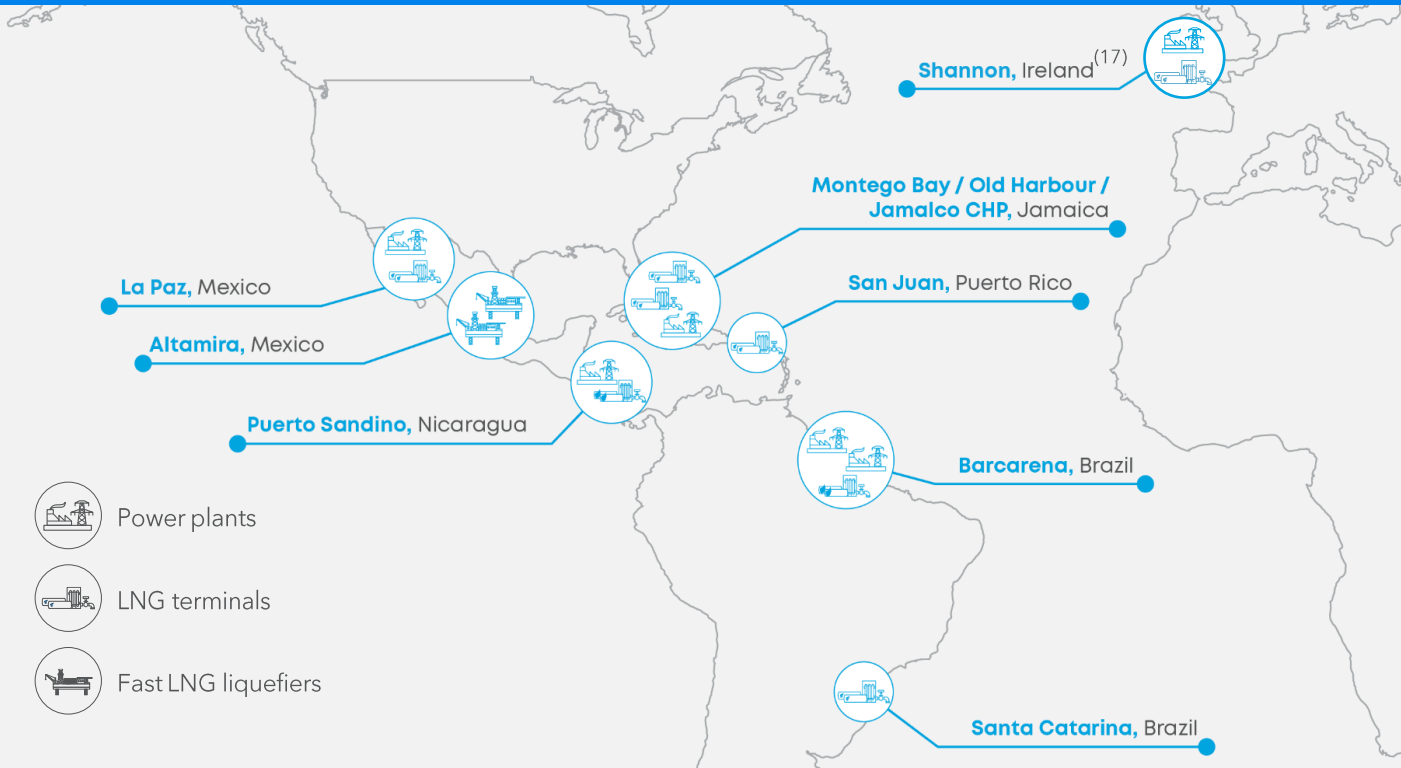 Shannon, Ireland(17)
Montego Bay / Old Harbour /
Jamalco CHP, Jamaica
La Paz, Mexico
San Juan, Puerto Rico
Altamira, Mexico
Puerto Sandino, Nicaragua
Barcarena, Brazil
Power plants
LNG terminals
Fast LNG liquefiers
Santa Catarina, Brazil